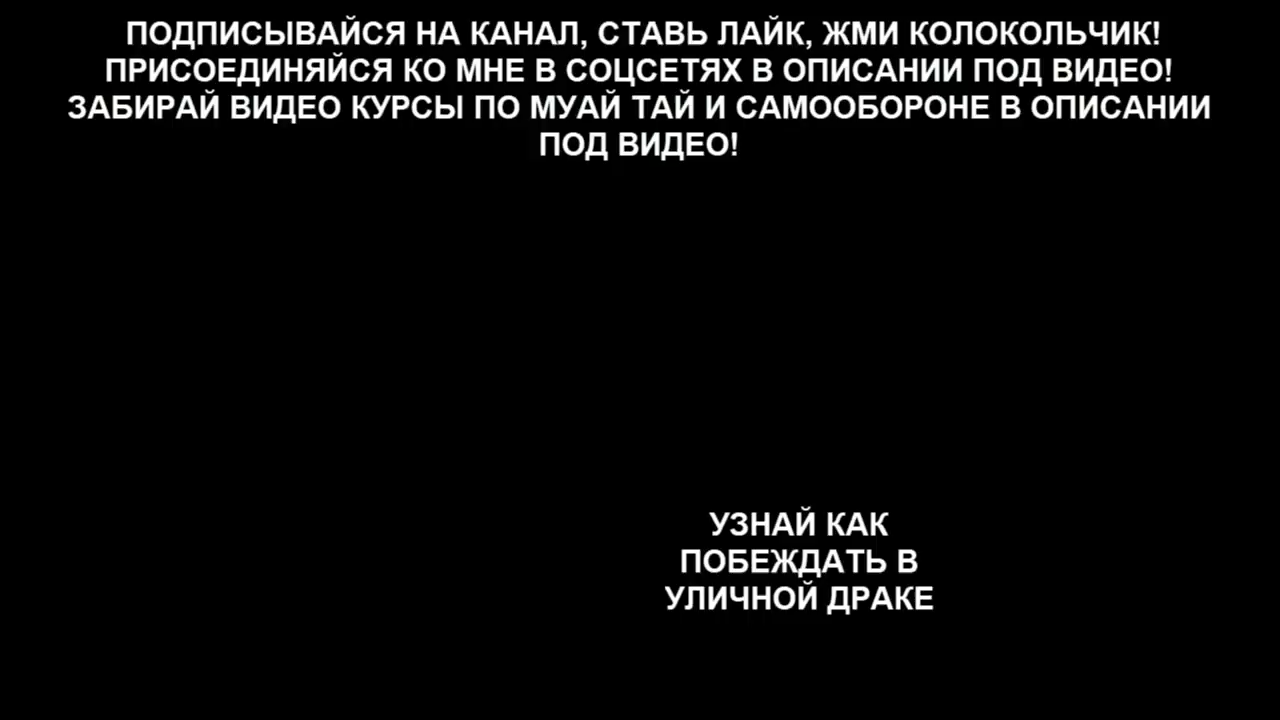 ПОДПИСЫВАЙСЯ НА КАНАЛ, СТАВЬ ЛАЙК, ЖМИ КОЛОКОЛЬЧИК!
ПРИСОЕДИНЯЙСЯ КО МНЕ В СОЦСЕТЯХ В ОПИСАНИИ ПОД ВИДЕО!
ЗАБИРАЙ ВИДЕО КУРСЫ ПО МУАЙ ТАЙ И САМООБОРОНЕ В ОПИСАНИИ
ПОД ВИДЕО!
УЗНАЙ КАК
ПОБЕЖДАТЬ В
УЛИЧНОЙ ДРАКЕ